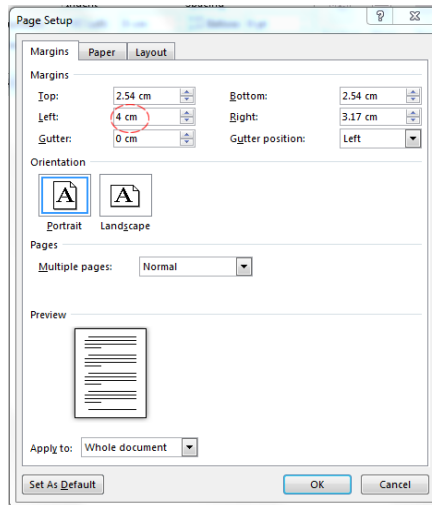 Page Setup
Margins Paper Layout
Margins
Top: 2.54 cm Bottom: 2.54 cm
Left: 4 cm Right: 3.17 cm
Gutter: 0 cm Gutter position: Left
Orientation
A A
Portrait Landscape
Pages
Multiple pages: Normal
Preview
Apply to: Whole document
Set As Default OK Cancel